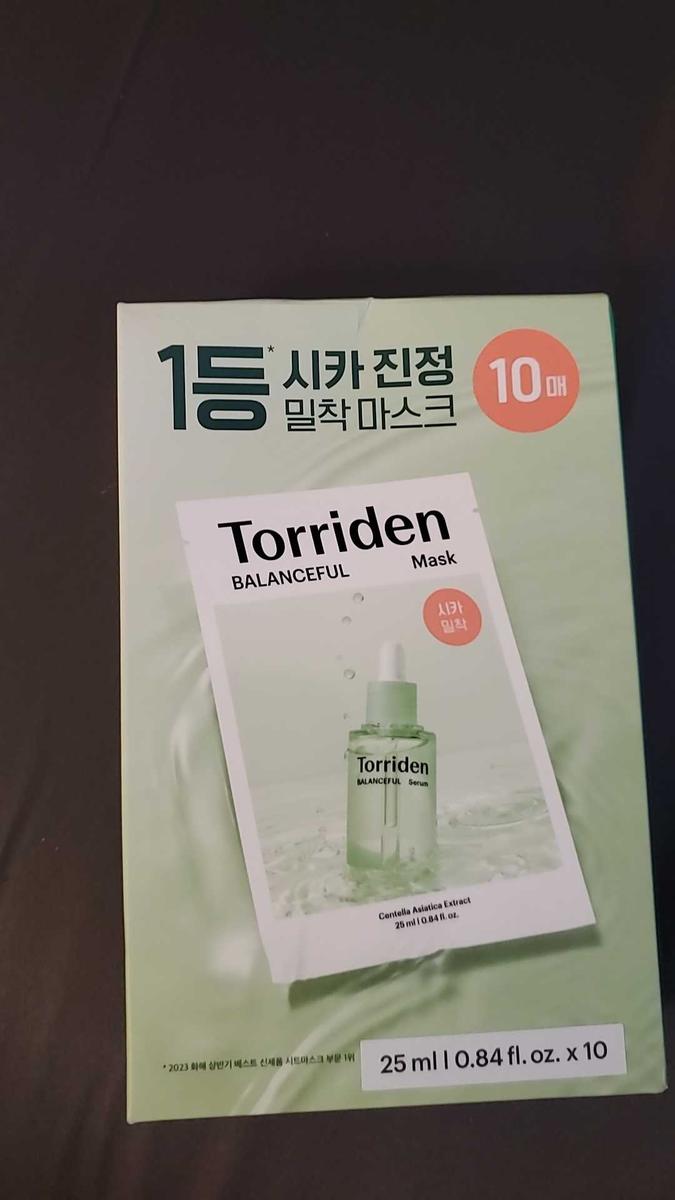 1등*
시카 진정
밀착 마스크
10매
Torriden
BALANCEFUL Mask
시카
밀착
Torriden
BALANCEFUL Serum
Centella Asiatica Extract
25 ml | 0.84 fl. oz.
* 2023 화해 상반기 베스트 신제품 시트마스크 부문 1위
25 ml | 0.84 fl. oz. x 10